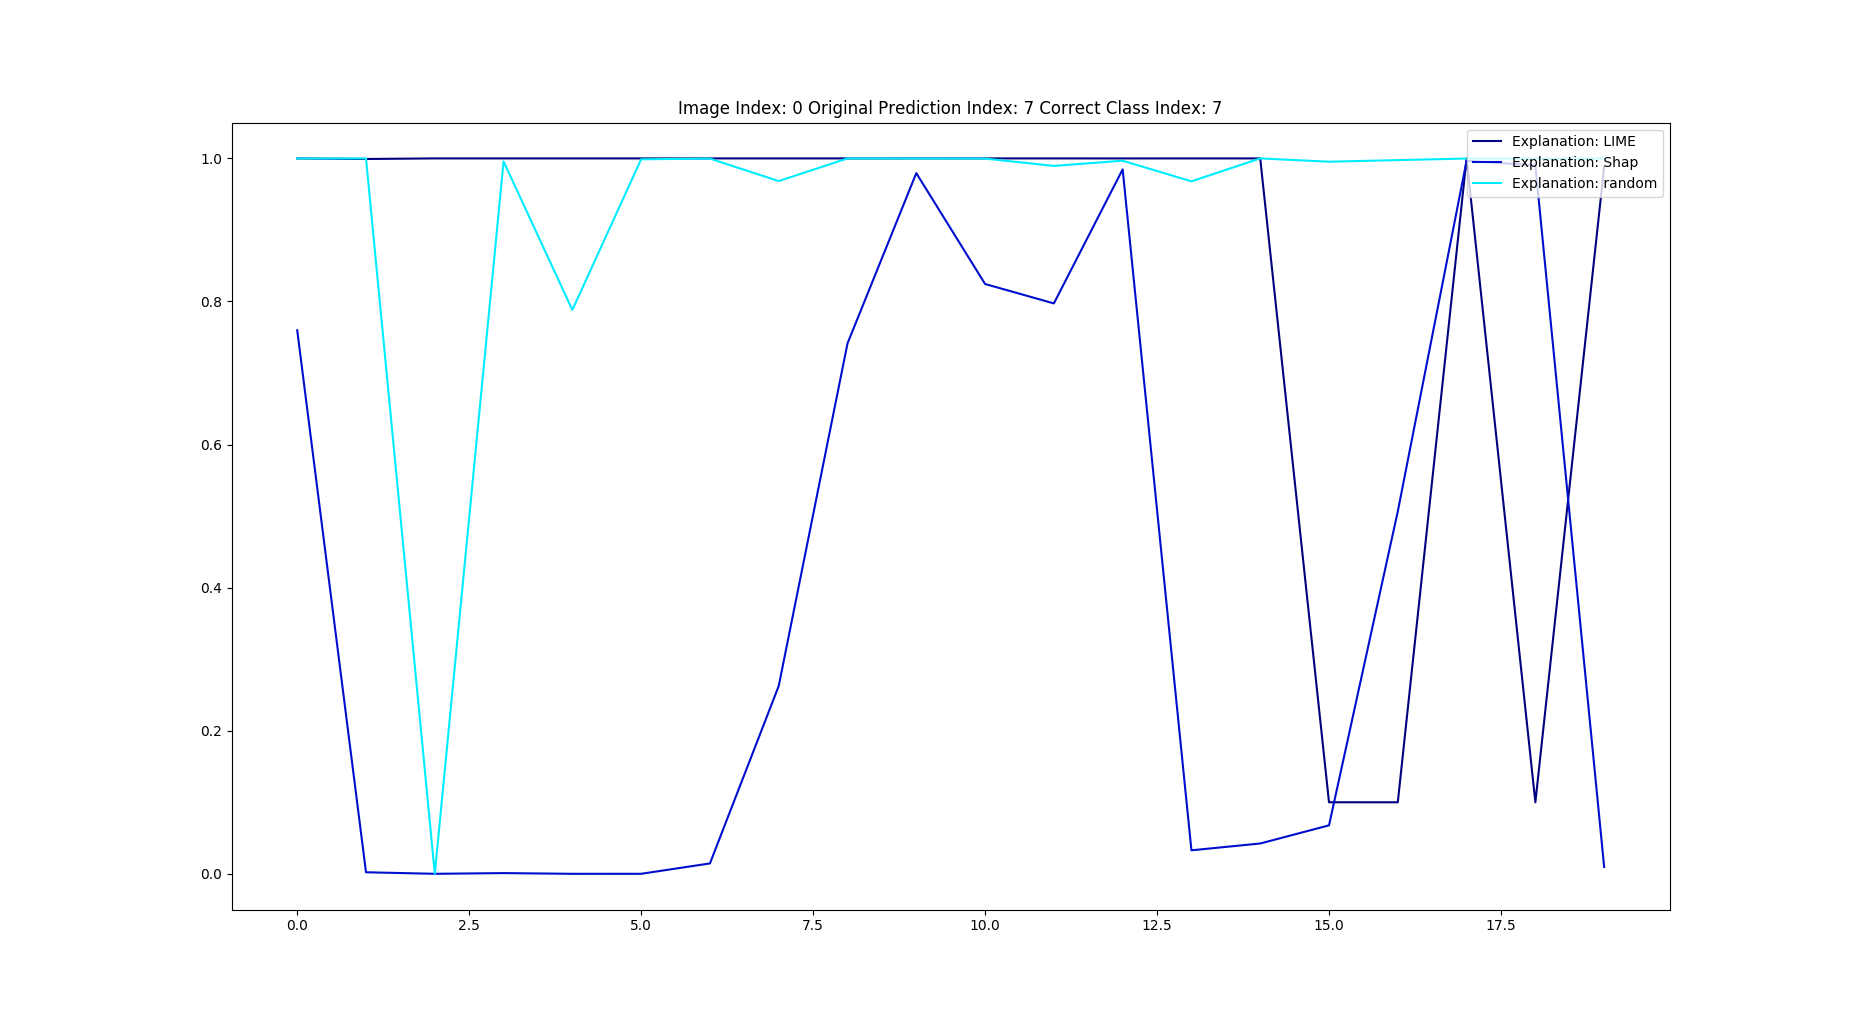 Image Index: 0 Original Prediction Index: 7 Correct Class Index: 7
Explanation: LIME
Explanation: Shap
Explanation: random
1.0
0.8
0.6
0.4
0.2
0.0
0.0 2.5 5.0 7.5 10.0 12.5 15.0 17.5